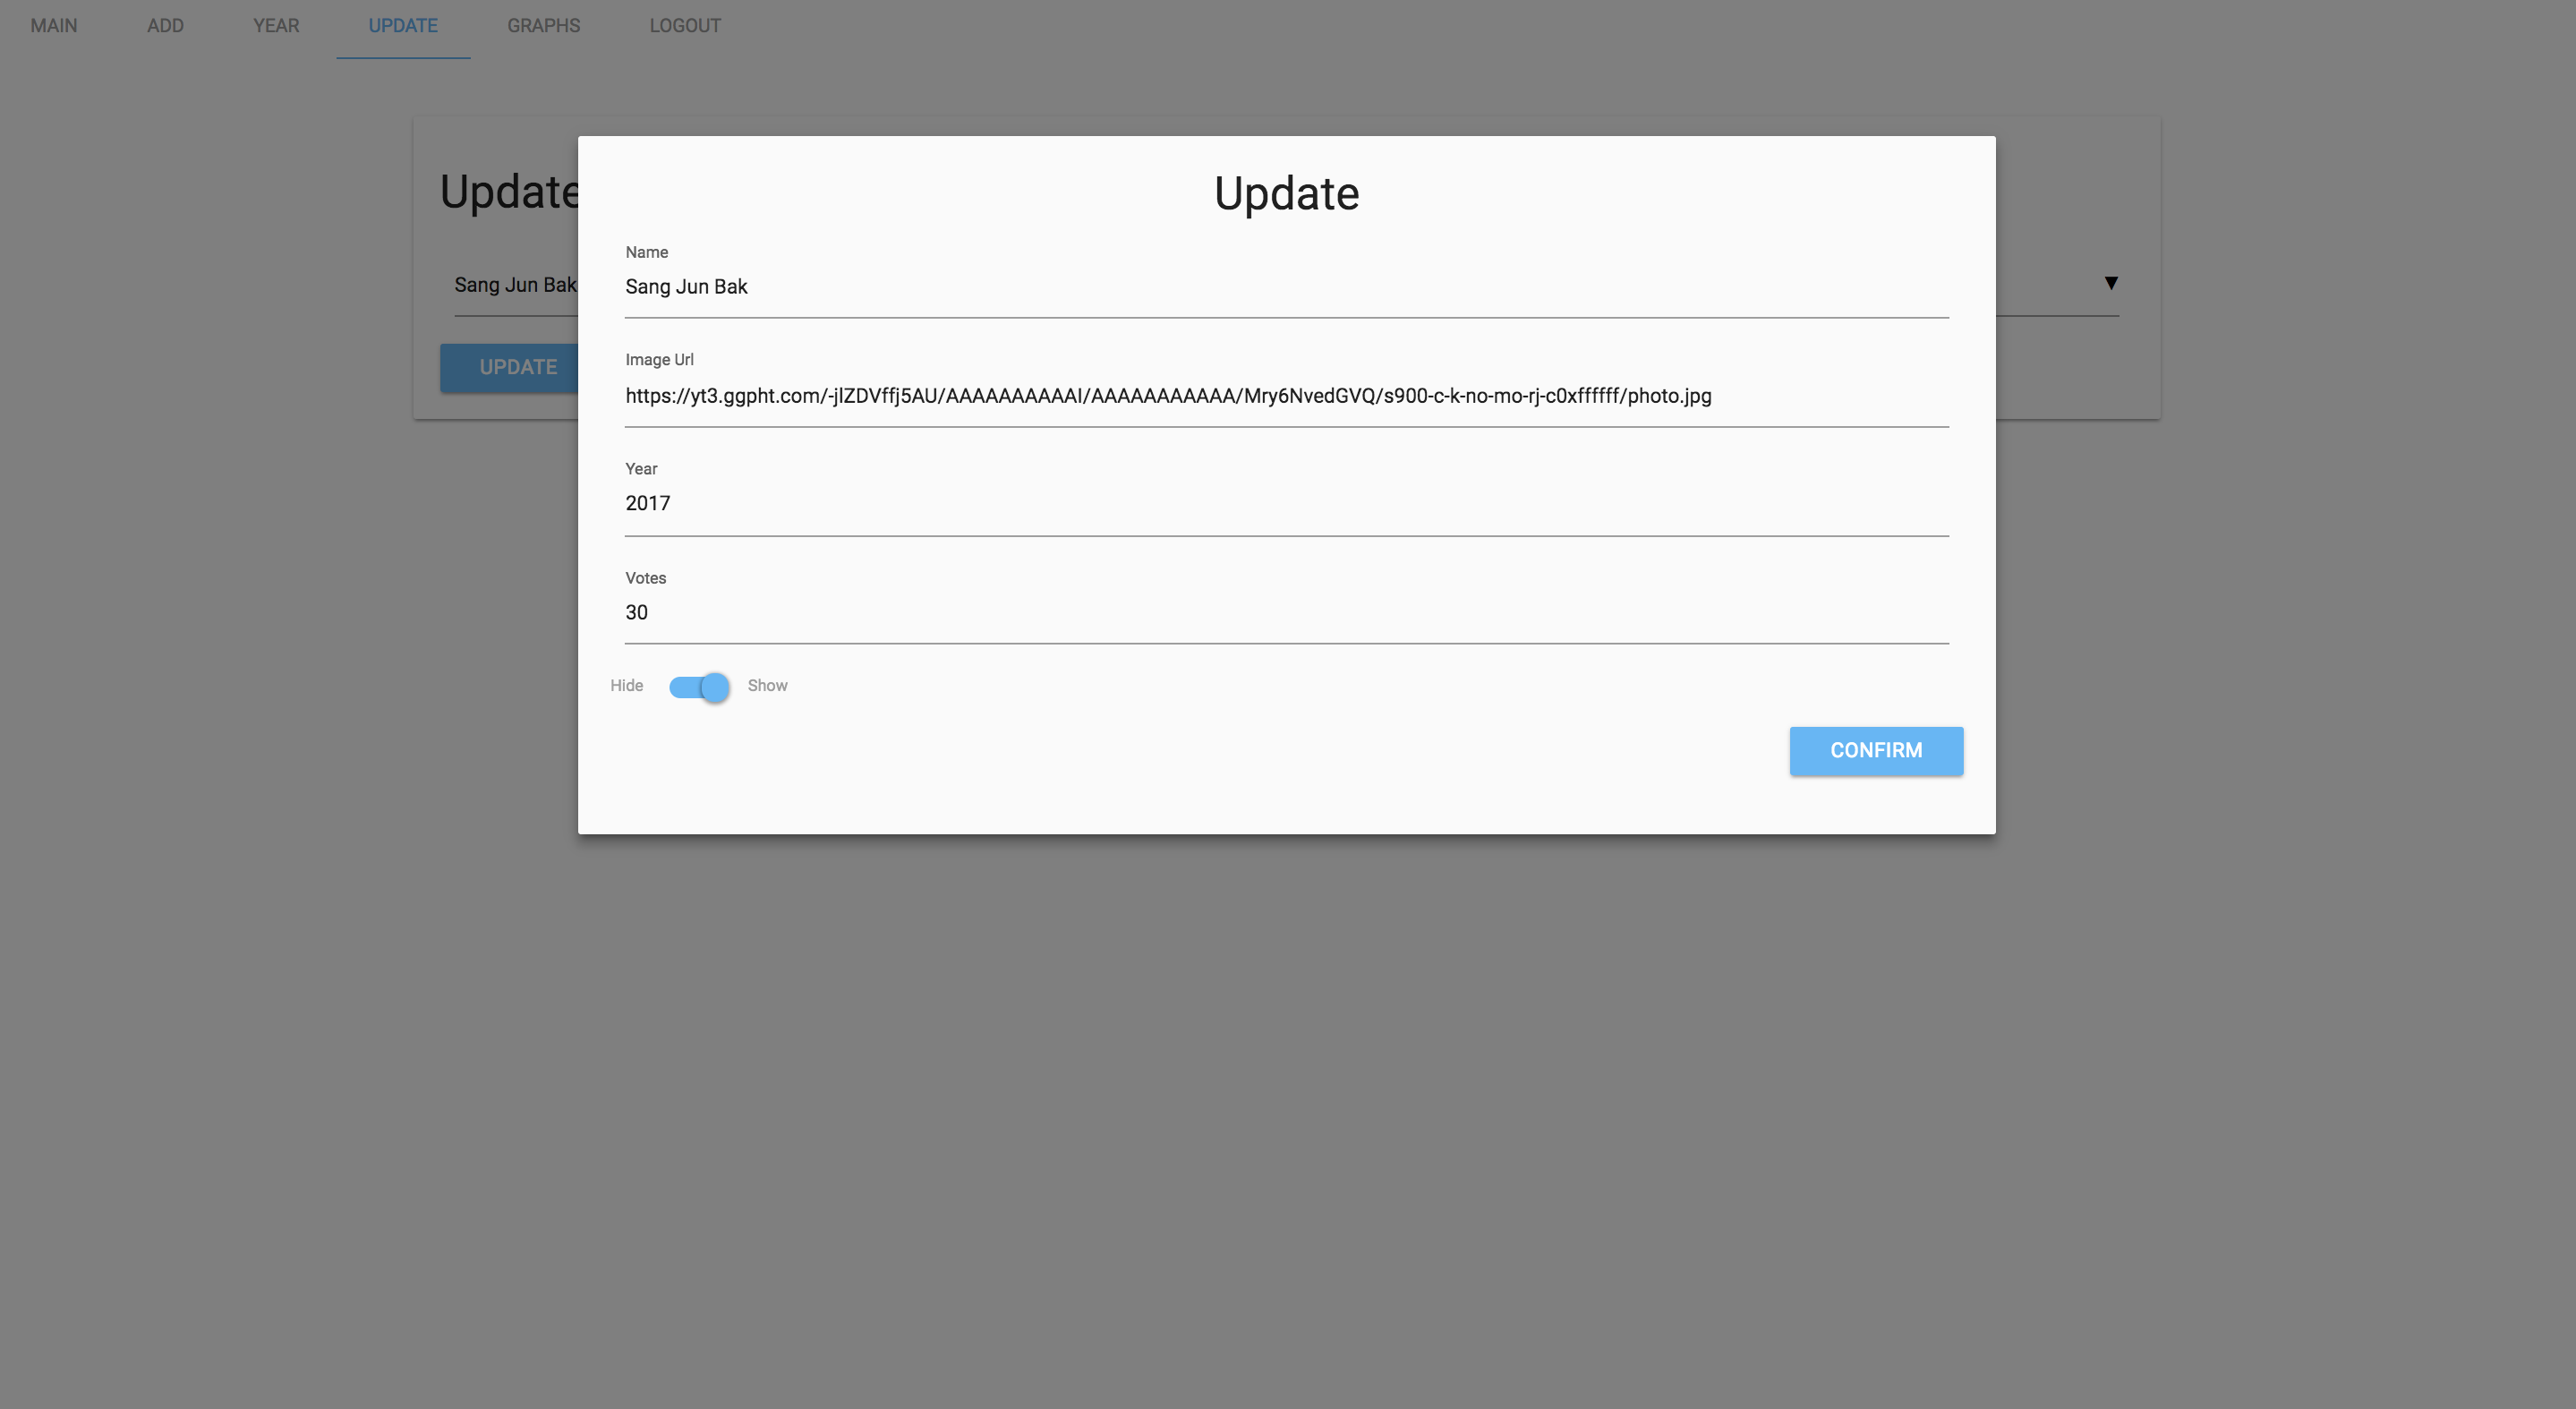 MAIN ADD YEAR UPDATE GRAPHS LOGOUT
Update
Sang Jun Bak
▼
UPDATE
Update
Name
Sang Jun Bak
Image Url
https://yt3.ggpht.com/-jlZDVffj5AU/AAAAAAAAAAI/AAAAAAAAAAA/Mry6NvedGVQ/s900-c-k-no-mo-rj-c0xffffff/photo.jpg
Year
2017
Votes
30
Hide Show
CONFIRM